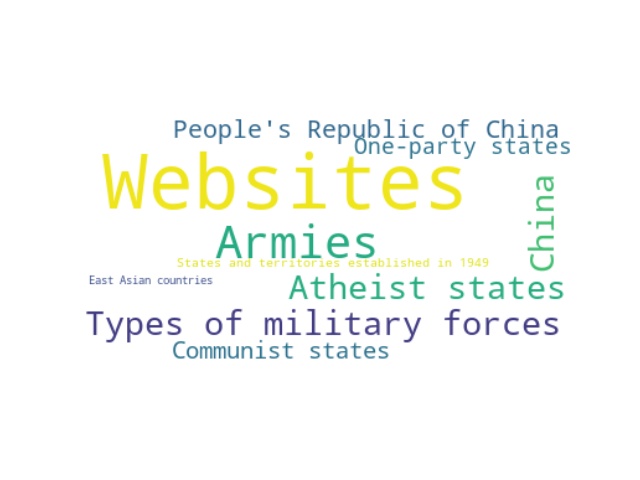 People's Republic of China
One-party states
Websites
China
Armies
States and territories established in 1949
East Asian countries
Atheist states
Types of military forces
Communist states